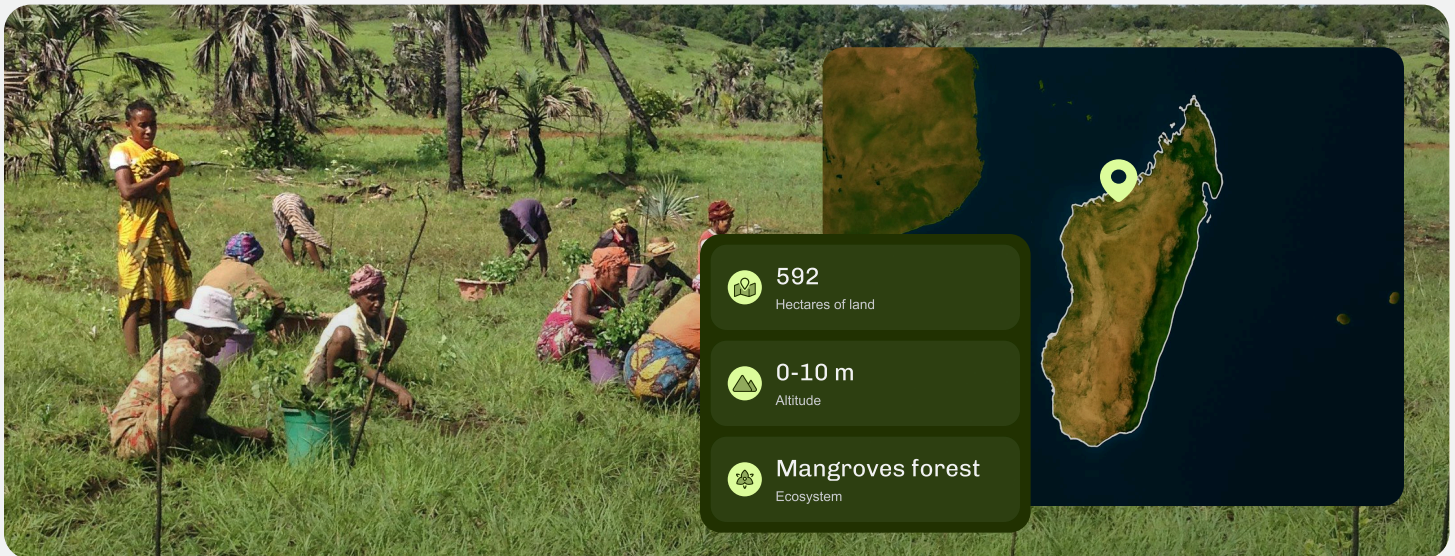 592
Hectares of land
0-10 m
Altitude
Mangroves forest
Ecosystem